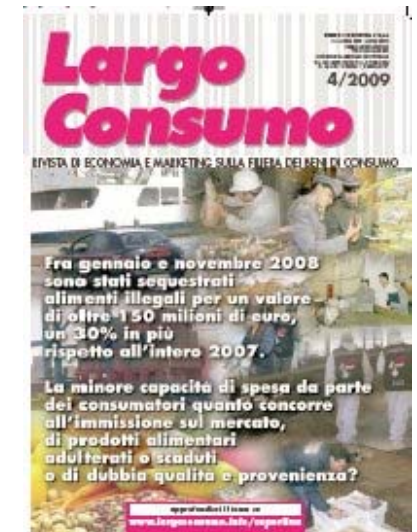 Largo
Consumo
4/2009
RIVISTA DI ECONOMIA E MARKETING SULLA FILIERA DEI BENI DI CONSUMO
Fra gennaio e novembre 2008
sono stati sequestrati
alimenti illegali per un valore
di oltre 150 milioni di euro,
un 30% in più
rispetto all'intero 2007.
La minore capacità di spesa da parte
dei consumatori quanto concorre
all'immissione sul mercato,
di prodotti alimentari
adulterati o scaduti
o di dubbia qualità e provenienza?